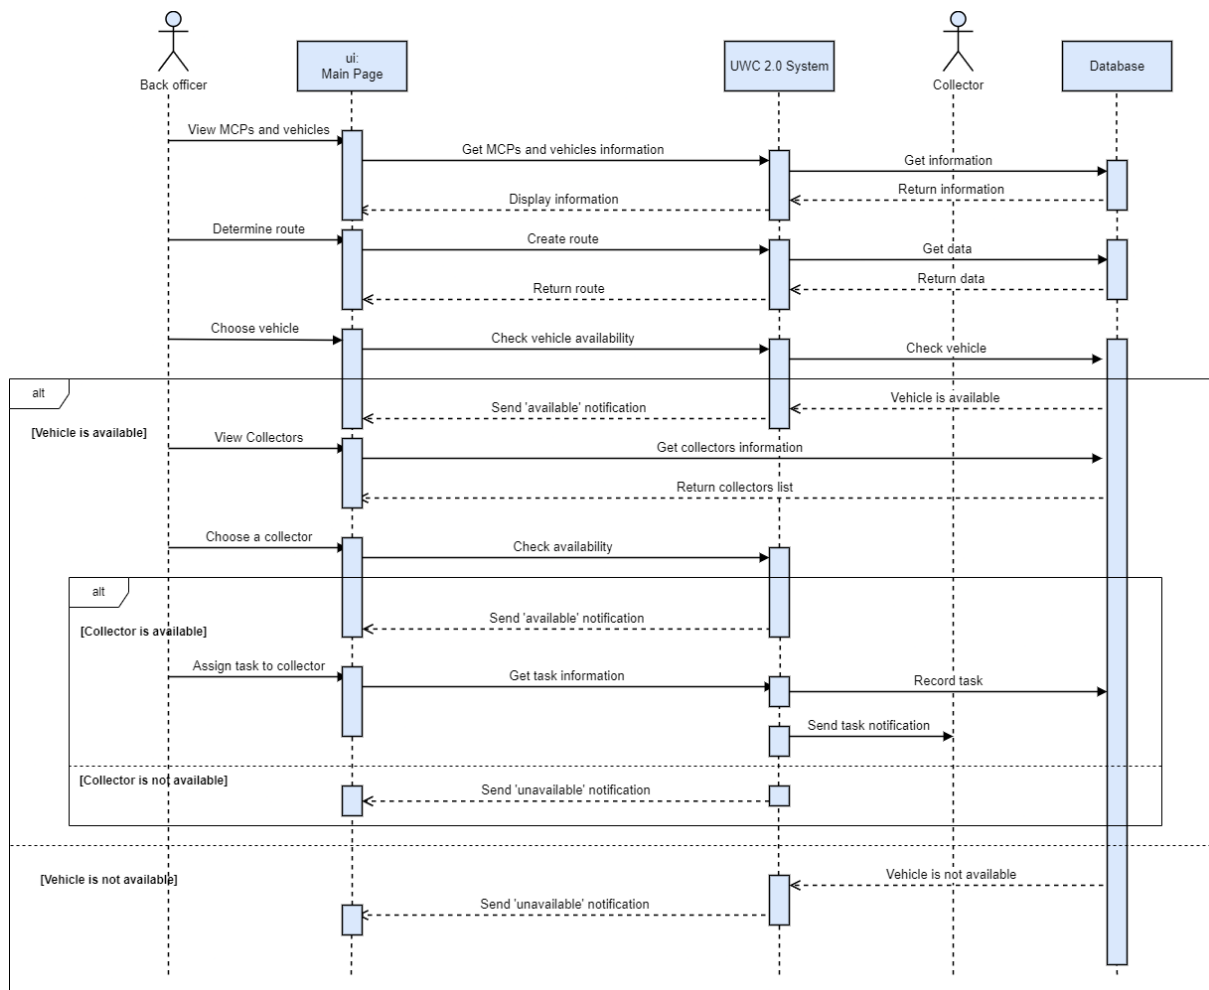 ui:
Main Page
UWC 2.0 System
Database
Back officer
Collector
View MCPs and vehicles
Get MCPs and vehicles information
Get information
Return information
Display information
Determine route
Create route
Get data
Return data
Return route
Choose vehicle
Check vehicle availability
Check vehicle
alt
Vehicle is available
Send 'available' notification
[Vehicle is available]
View Collectors
Get collectors information
Return collectors list
Choose a collector
Check availability
alt
Send 'available' notification
[Collector is available]
Assign task to collector
Get task information
Record task
Send task notification
[Collector is not available]
Send 'unavailable' notification
Vehicle is not available
[Vehicle is not available]
Send 'unavailable' notification